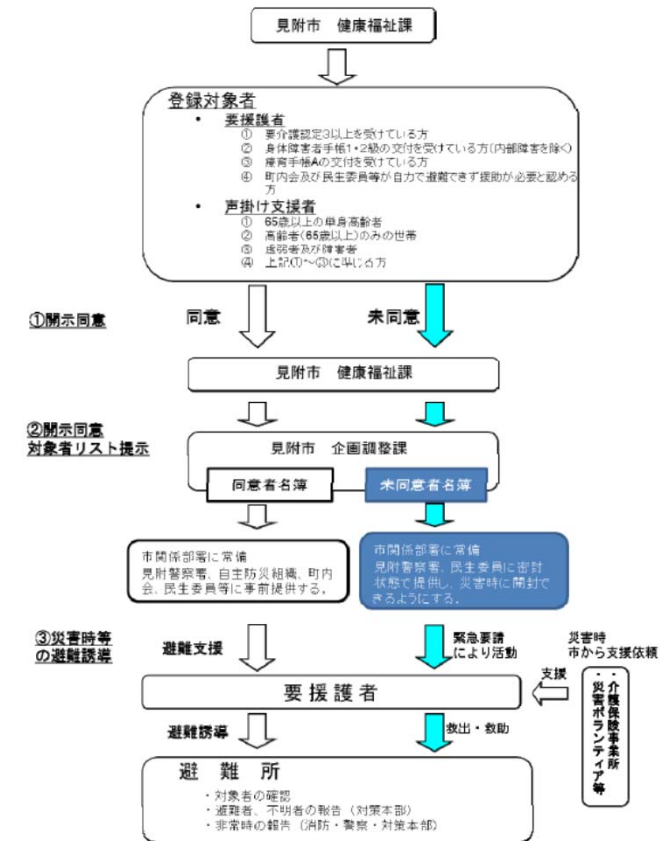 見附市 健康福祉課
登録対象者
・ 要援護者
① 要介護認定3以上を受けている方
② 身体障害者手帳1・2級の交付を受けている方(内部障害を除く)
③ 療育手帳Aの交付を受けている方
④ 町内会及び民生委員等が自力で避難できず援助が必要と認める
方
・ 声掛け支援者
① 65歳以上の単身高齢者
② 高齢者(65歳以上)のみの世帯
③ 虚弱者及び障害者
④ 上記①~③に準じる方
①開示同意
同意
未同意
見附市 健康福祉課
②開示同意
対象者リスト提示
見附市 企画調整課
同意者名簿
未同意者名簿
市関係部署に常備
見附警察署、自主防災組織、町内
会、民生委員等に事前提供する。
市関係部署に常備
見附警察署、民生委員に密封
状態で提供し、災害時に開封で
きるようにする。
③災害時等
の避難誘導
避難支援
緊急要請
により活動
災害時
市から支援依頼
支援
要援護者
・介護保険事業所
・災害ボランティア等
避難誘導
救出・救助
避難所
・対象者の確認
・避難者、不明者の報告(対策本部)
・非常時の報告(消防・警察・対策本部)